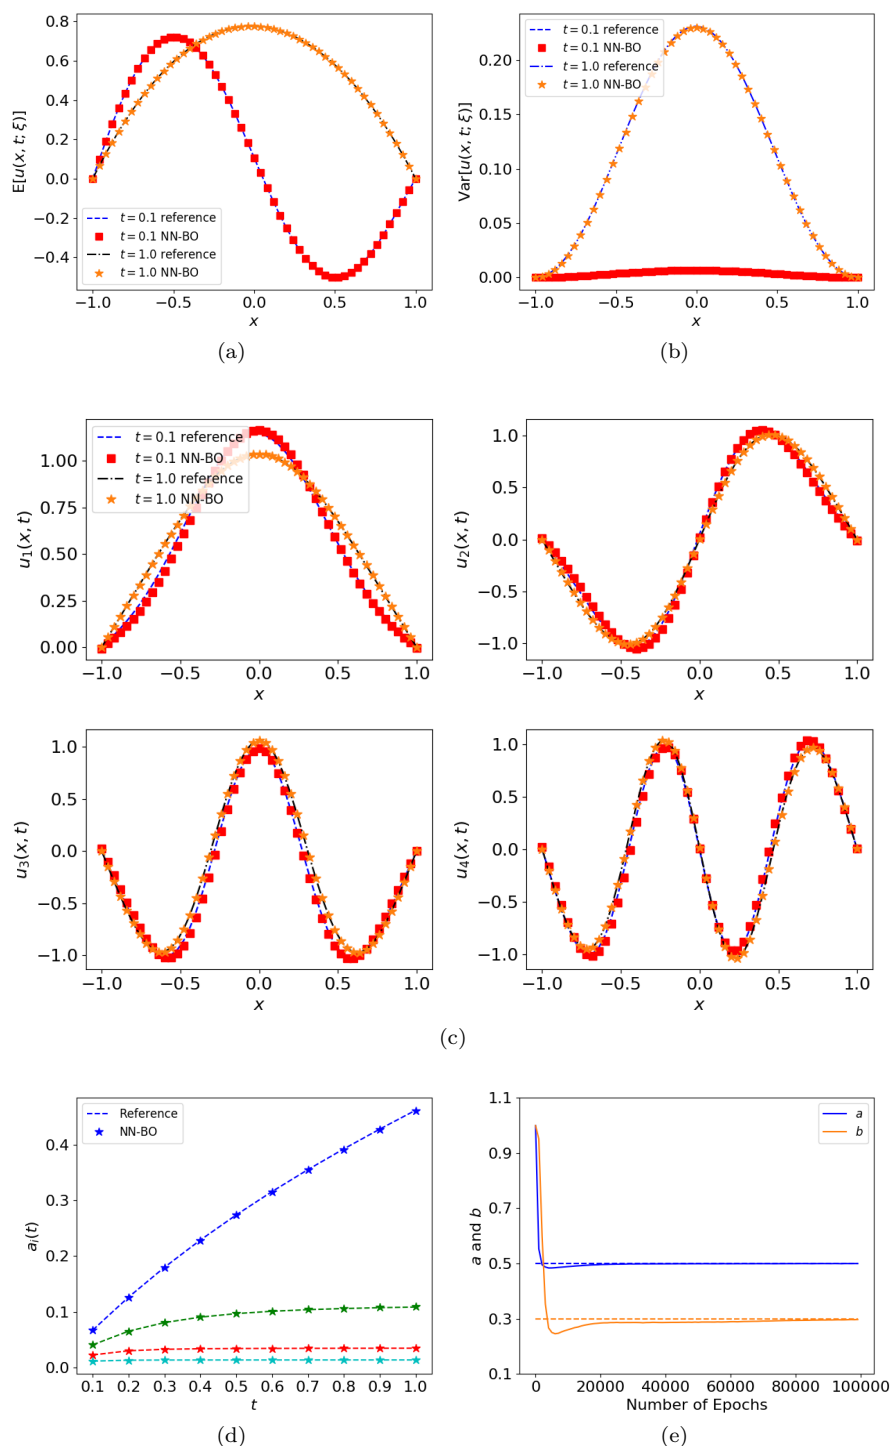 E[u(x, t; ξ)]
0.8
0.6
0.4
0.2
0.0
−0.2
−0.4
t = 0.1 reference
t = 0.1 NN-BO
t = 1.0 reference
t = 1.0 NN-BO
−1.0 −0.5 0.0 0.5 1.0
x
(a)
Var[u(x, t; ξ)]
0.20
0.15
0.10
0.05
0.00
t = 0.1 reference
t = 0.1 NN-BO
t = 1.0 reference
t = 1.0 NN-BO
−1.0 −0.5 0.0 0.5 1.0
x
(b)
u1(x, t)
1.00
0.75
0.50
0.25
0.00
t = 0.1 reference
t = 0.1 NN-BO
t = 1.0 reference
t = 1.0 NN-BO
−1.0 −0.5 0.0 0.5 1.0
x
u2(x, t)
1.0
0.5
0.0
−0.5
−1.0
−1.0 −0.5 0.0 0.5 1.0
x
u3(x, t)
1.0
0.5
0.0
−0.5
−1.0
−1.0 −0.5 0.0 0.5 1.0
x
u4(x, t)
1.0
0.5
0.0
−0.5
−1.0
−1.0 −0.5 0.0 0.5 1.0
x
(c)
ai(t)
0.4
0.3
0.2
0.1
0.0
Reference
NN-BO
0.1 0.2 0.3 0.4 0.5 0.6 0.7 0.8 0.9 1.0
t
(d)
a and b
1.1
0.9
0.7
0.5
0.3
0.1
a
b
0 20000 40000 60000 80000 100000
Number of Epochs
(e)